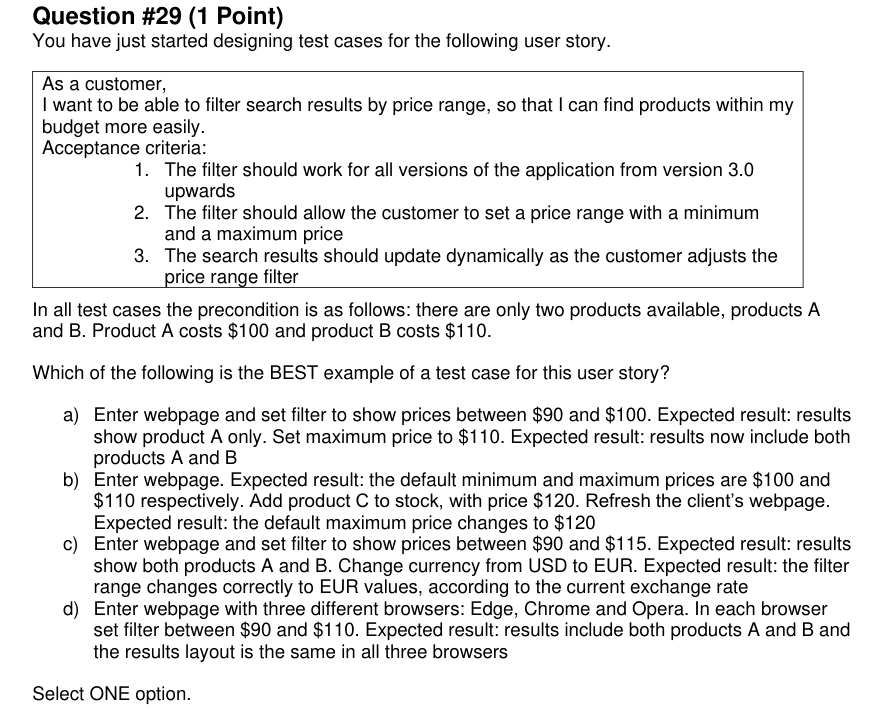 Question #29 (1 Point)
You have just started designing test cases for the following user story.
As a customer,
I want to be able to filter search results by price range, so that I can find products within my
budget more easily.
Acceptance criteria:
1. The filter should work for all versions of the application from version 3.0
upwards
2. The filter should allow the customer to set a price range with a minimum
and a maximum price
3. The search results should update dynamically as the customer adjusts the
price range filter
In all test cases the precondition is as follows: there are only two products available, products A
and B. Product A costs $100 and product B costs $110.
Which of the following is the BEST example of a test case for this user story?
a) Enter webpage and set filter to show prices between $90 and $100. Expected result: results
show product A only. Set maximum price to $110. Expected result: results now include both
products A and B
b) Enter webpage. Expected result: the default minimum and maximum prices are $100 and
$110 respectively. Add product C to stock, with price $120. Refresh the client’s webpage.
Expected result: the default maximum price changes to $120
c) Enter webpage and set filter to show prices between $90 and $115. Expected result: results
show both products A and B. Change currency from USD to EUR. Expected result: the filter
range changes correctly to EUR values, according to the current exchange rate
d) Enter webpage with three different browsers: Edge, Chrome and Opera. In each browser
set filter between $90 and $110. Expected result: results include both products A and B and
the results layout is the same in all three browsers
Select ONE option.